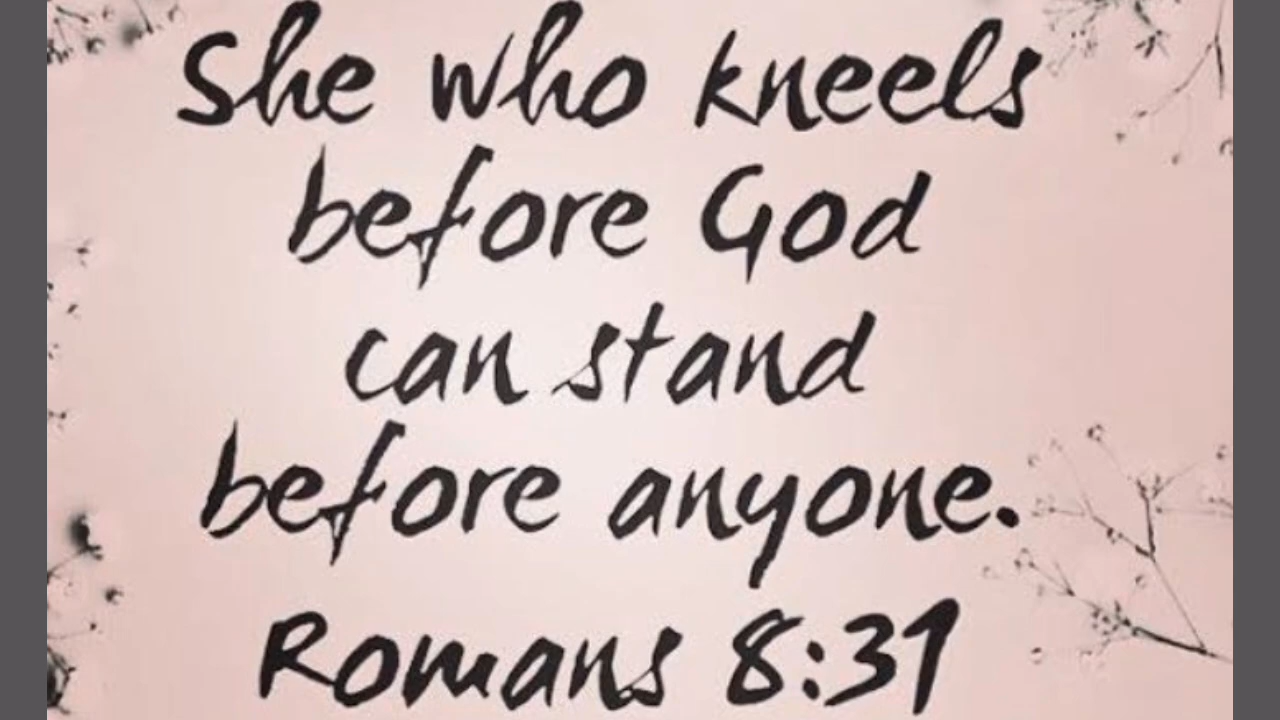 She who kneels
before God
can stand
before anyone.
Romans 8:31